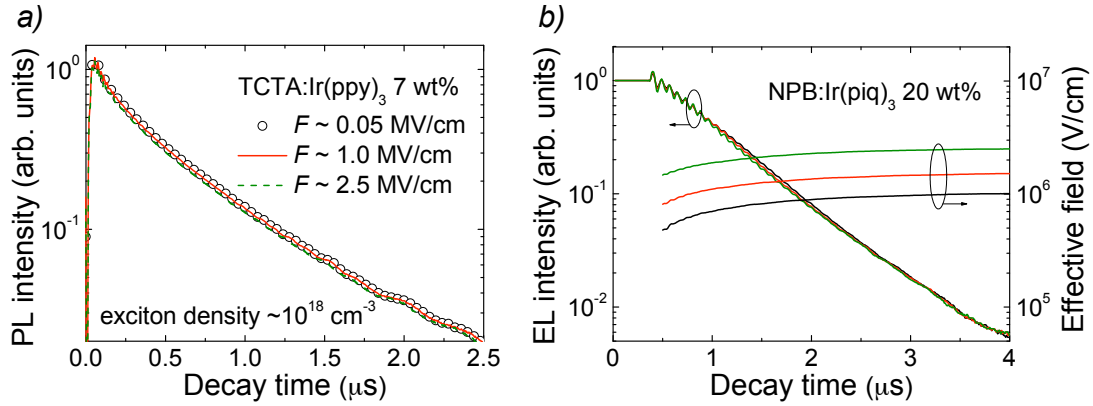 a)
PL intensity (arb. units)
10⁰
10⁻¹
TCTA:Ir(ppy)₃ 7 wt%
F ~ 0.05 MV/cm
F ~ 1.0 MV/cm
F ~ 2.5 MV/cm
exciton density ~10¹⁸ cm⁻³
0.0 0.5 1.0 1.5 2.0 2.5
Decay time (μs)
b)
EL intensity (arb. units)
10⁰
10⁻¹
10⁻²
NPB:Ir(piq)₃ 20 wt%
10⁷
10⁶
10⁵
Effective field (V/cm)
0 1 2 3 4
Decay time (μs)